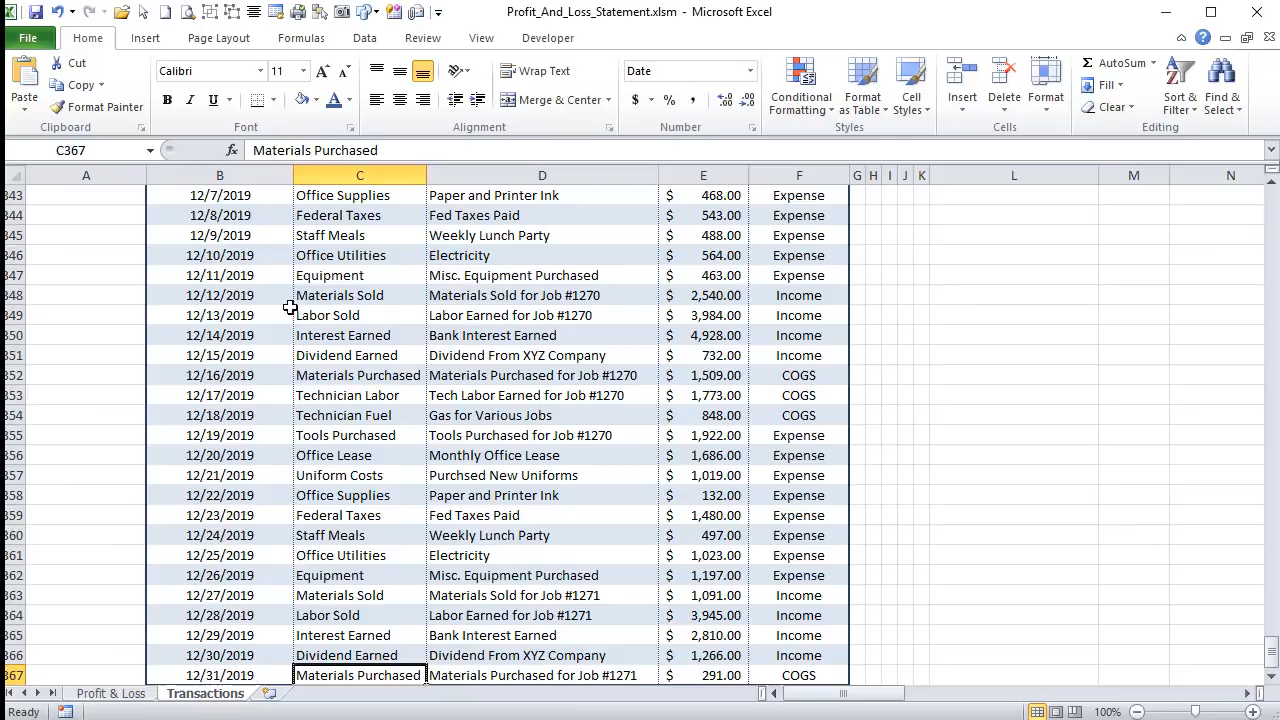 Profit_And_Loss_Statement.xlsm - Microsoft Excel
File Home Insert Page Layout Formulas Data Review View Developer
Paste Cut Calibri 11 Wrap Text Date Conditional Formatting Format as Table Cell Styles Insert Delete Format AutoSum Sort & Filter Find & Select
Copy Fill
Format Painter B I U Merge & Center $ % , Clear
Clipboard Font Alignment Number Styles Cells Editing
C367 fx Materials Purchased
A B C D E F G H I J K L M N
343 12/7/2019 Office Supplies Paper and Printer Ink $ 468.00 Expense
344 12/8/2019 Federal Taxes Fed Taxes Paid $ 543.00 Expense
345 12/9/2019 Staff Meals Weekly Lunch Party $ 488.00 Expense
346 12/10/2019 Office Utilities Electricity $ 564.00 Expense
347 12/11/2019 Equipment Misc. Equipment Purchased $ 463.00 Expense
348 12/12/2019 Materials Sold Materials Sold for Job #1270 $ 2,540.00 Income
349 12/13/2019 Labor Sold Labor Earned for Job #1270 $ 3,984.00 Income
350 12/14/2019 Interest Earned Bank Interest Earned $ 4,928.00 Income
351 12/15/2019 Dividend Earned Dividend From XYZ Company $ 732.00 Income
352 12/16/2019 Materials Purchased Materials Purchased for Job #1270 $ 1,509.00 COGS
353 12/17/2019 Technician Labor Tech Labor Earned for Job #1270 $ 1,773.00 COGS
354 12/18/2019 Technician Fuel Gas for Various Jobs $ 848.00 COGS
355 12/19/2019 Tools Purchased Tools Purchased for Job #1270 $ 1,922.00 Expense
356 12/20/2019 Office Lease Monthly Office Lease $ 1,686.00 Expense
357 12/21/2019 Uniform Costs Purchsed New Uniforms $ 1,019.00 Expense
358 12/22/2019 Office Supplies Paper and Printer Ink $ 132.00 Expense
359 12/23/2019 Federal Taxes Fed Taxes Paid $ 1,480.00 Expense
360 12/24/2019 Staff Meals Weekly Lunch Party $ 497.00 Expense
361 12/25/2019 Office Utilities Electricity $ 1,023.00 Expense
362 12/26/2019 Equipment Misc. Equipment Purchased $ 1,197.00 Expense
363 12/27/2019 Materials Sold Materials Sold for Job #1271 $ 1,091.00 Income
364 12/28/2019 Labor Sold Labor Earned for Job #1271 $ 3,945.00 Income
365 12/29/2019 Interest Earned Bank Interest Earned $ 2,810.00 Income
366 12/30/2019 Dividend Earned Dividend From XYZ Company $ 1,266.00 Income
367 12/31/2019 Materials Purchased Materials Purchased for Job #1271 $ 291.00 COGS
Profit & Loss Transactions
Ready 100%